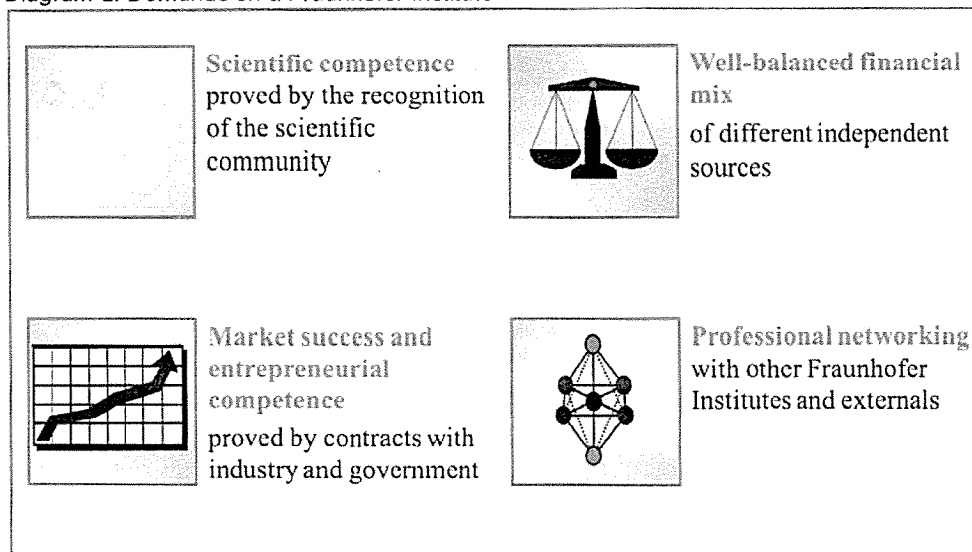 Scientific competence
proved by the recognition
of the scientific
community
Well-balanced financial
mix
of different independent
sources
Market success and
entrepreneurial
competence
proved by contracts with
industry and government
Professional networking
with other Fraunhofer
Institutes and externals